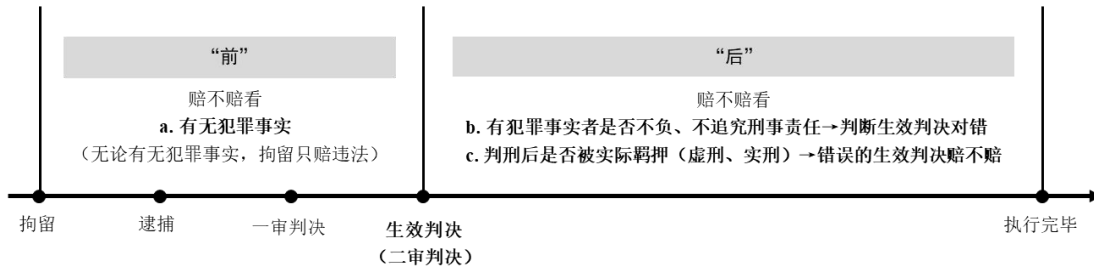 “前”
赔不赔看
a. 有无犯罪事实
（无论有无犯罪事实，拘留只赔违法）
“后”
赔不赔看
b. 有犯罪事实者是否不负、不追究刑事责任→判断生效判决对错
c. 判刑后是否被实际羁押（虚刑、实刑）→错误的生效判决赔不赔
拘留
逮捕
一审判决
生效判决
（二审判决）
执行完毕